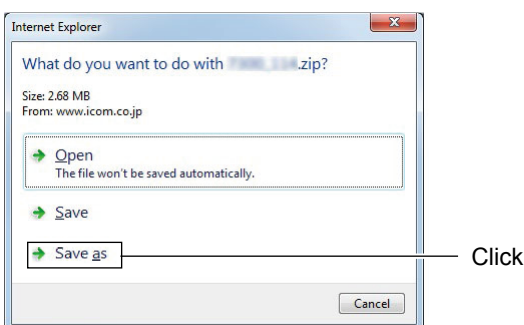 Internet Explorer
What do you want to do with .zip?
Size: 2.68 MB
From: www.icom.co.jp
Open
The file won't be saved automatically.
Save
Save as
Click
Cancel